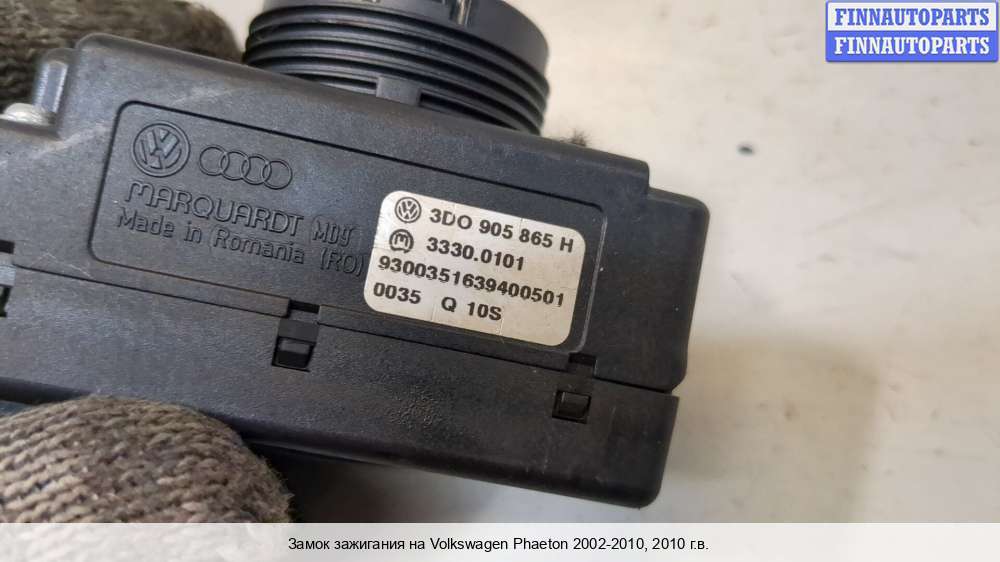 FINNAUTOPARTS
FINNAUTOPARTS
MARQUARDT MD9
Made in Romania (RO)
3D0 905 865 H
3330.0101
9300351639400501
0035 Q 10S
Замок зажигания на Volkswagen Phaeton 2002-2010, 2010 г.в.